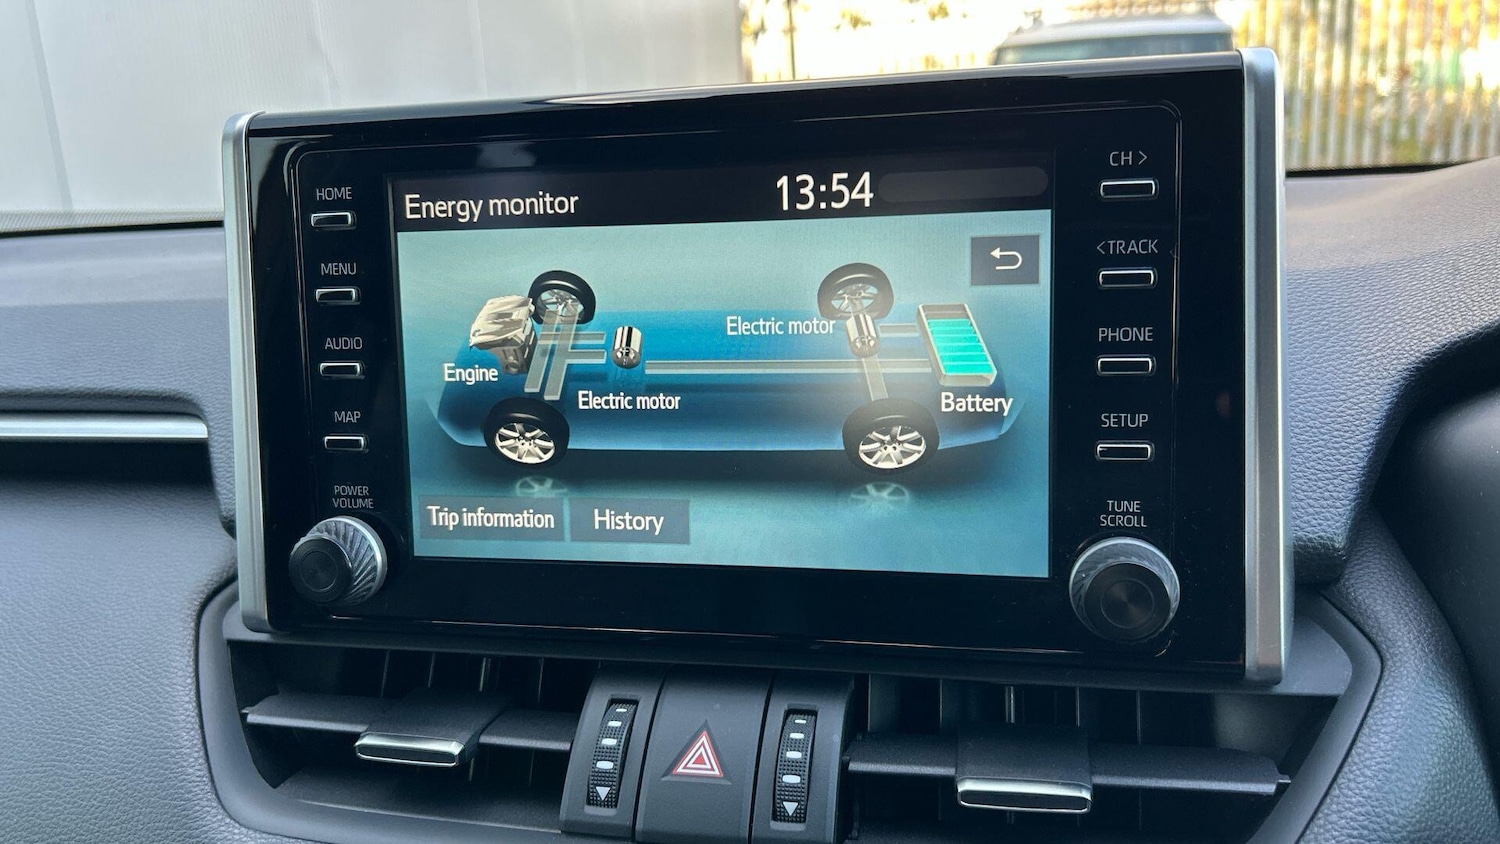 Energy monitor
13:54
HOME
MENU
AUDIO
MAP
POWER
VOLUME
Electric motor
Engine
Electric motor
Battery
Trip information
History
CH >
<TRACK
PHONE
SETUP
TUNE
SCROLL